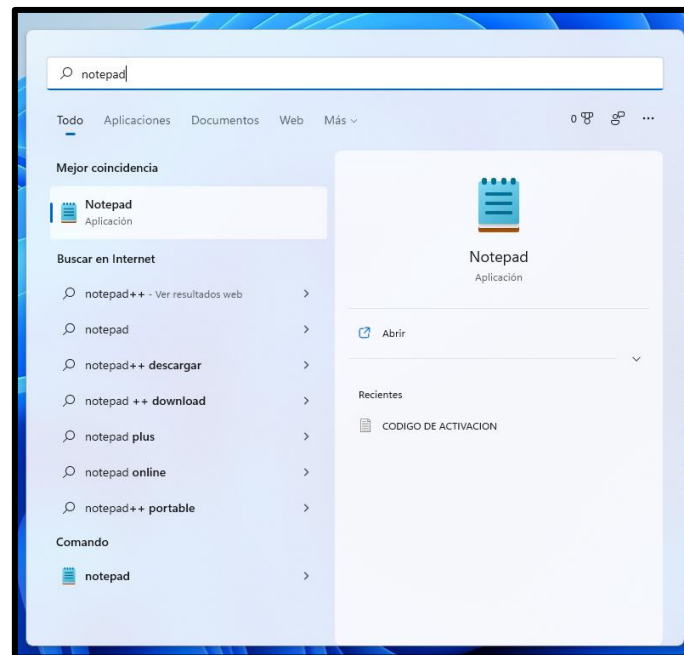 notepad
Todo Aplicaciones Documentos Web Más 0
Mejor coincidencia
Notepad
Aplicación
Buscar en Internet
notepad++ - Ver resultados web
notepad
notepad++ descargar
notepad ++ download
notepad plus
notepad online
notepad++ portable
Comando
notepad
Notepad
Aplicación
Abrir
Recientes
CODIGO DE ACTIVACION